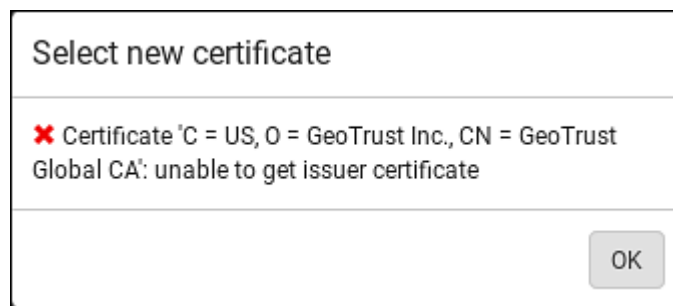 Select new certificate
✖ Certificate 'C = US, O = GeoTrust Inc., CN = GeoTrust
Global CA': unable to get issuer certificate
OK